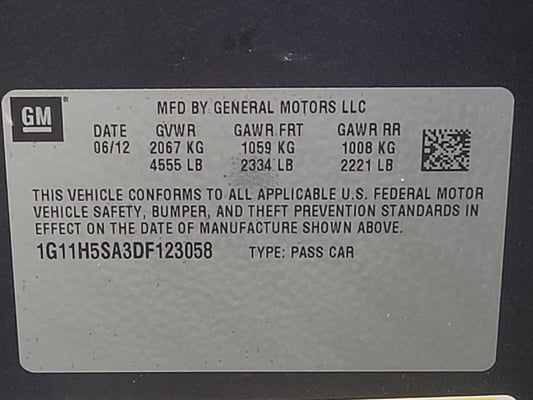 GM
MFD BY GENERAL MOTORS LLC
DATE GVWR GAWR FRT GAWR RR
06/12 2067 KG 1059 KG 1008 KG
4555 LB 2334 LB 2221 LB
THIS VEHICLE CONFORMS TO ALL APPLICABLE U.S. FEDERAL MOTOR
VEHICLE SAFETY, BUMPER, AND THEFT PREVENTION STANDARDS IN
EFFECT ON THE DATE OF MANUFACTURE SHOWN ABOVE.
1G11H5SA3DF123058 TYPE: PASS CAR